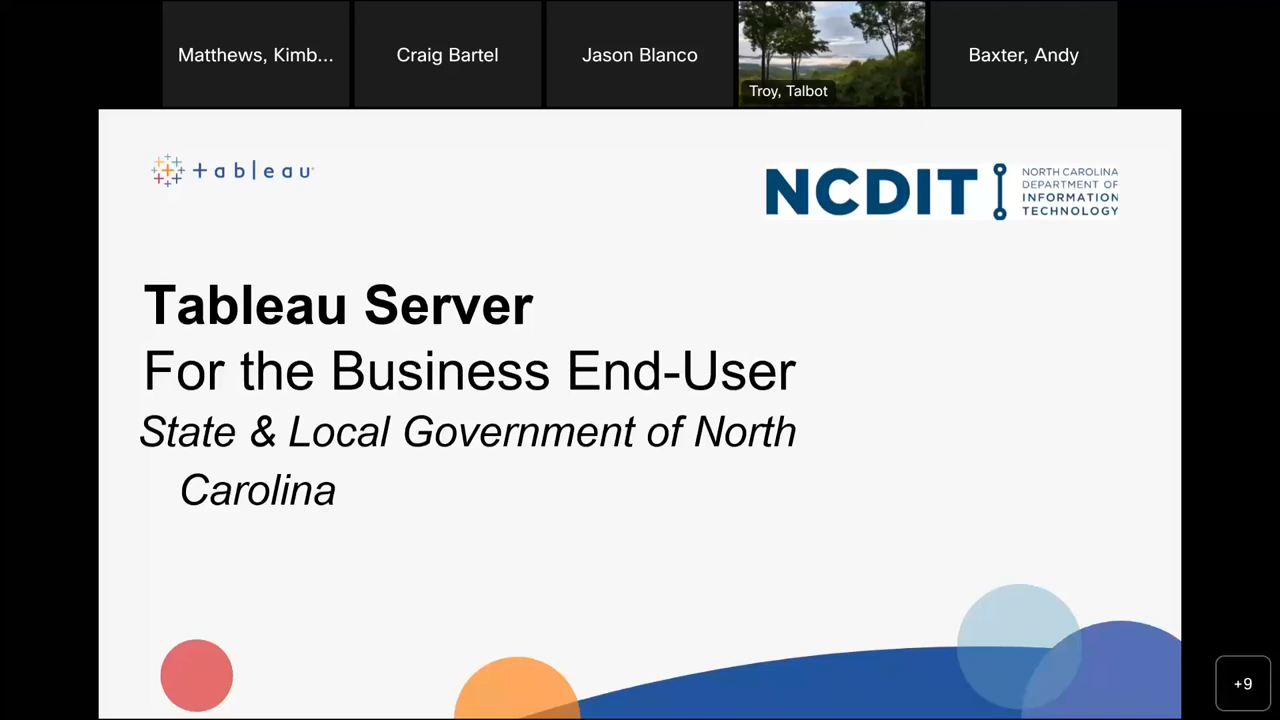 Matthews, Kimb...
Craig Bartel
Jason Blanco
Troy, Talbot
Baxter, Andy
+ableau
NCDIT
NORTH CAROLINA
DEPARTMENT OF
INFORMATION
TECHNOLOGY
Tableau Server
For the Business End-User
State & Local Government of North
Carolina
+9